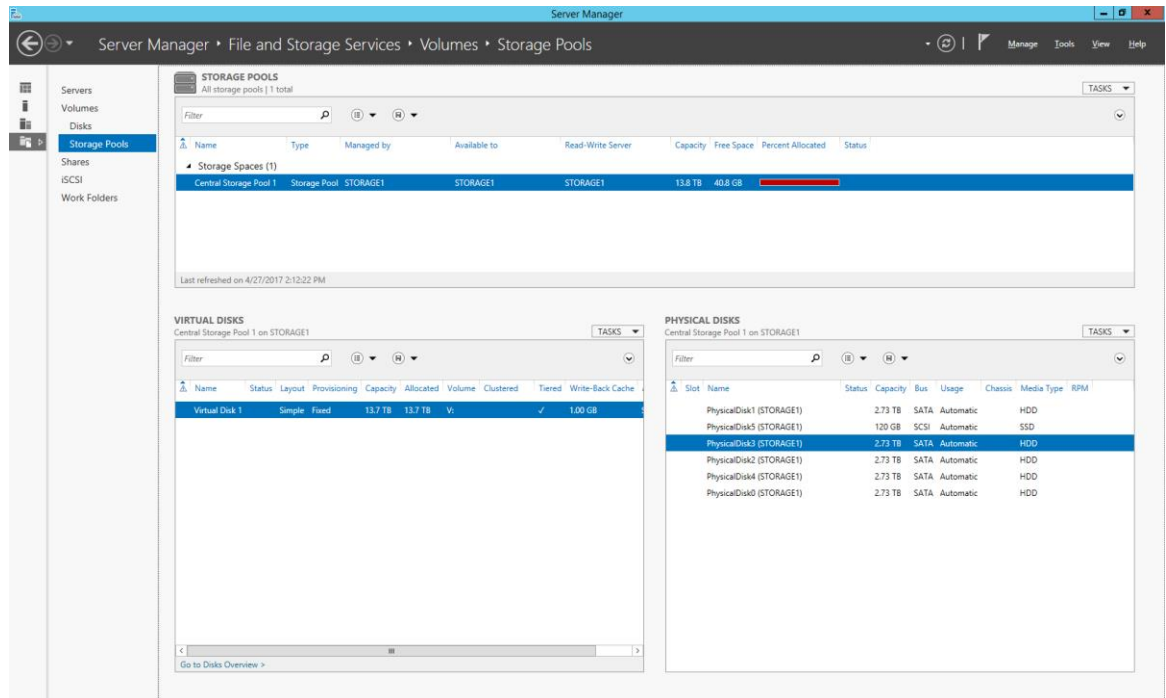 Server Manager
Server Manager ‣ File and Storage Services ‣ Volumes ‣ Storage Pools
Manage Tools View Help
Servers
Volumes
Disks
Storage Pools
Shares
iSCSI
Work Folders
STORAGE POOLS
All storage pools | 1 total
TASKS
Filter
Name Type Managed by Available to Read-Write Server Capacity Free Space Percent Allocated Status
Storage Spaces (1)
Central Storage Pool 1 Storage Pool STORAGE1 STORAGE1 STORAGE1 13.8 TB 40.8 GB
Last refreshed on 4/27/2017 2:12:22 PM
VIRTUAL DISKS
Central Storage Pool 1 on STORAGE1
TASKS
Filter
Name Status Layout Provisioning Capacity Allocated Volume Clustered Tiered Write-Back Cache
Virtual Disk 1 Simple Fixed 13.7 TB 13.7 TB V: ✓ 1.00 GB
Go to Disks Overview >
PHYSICAL DISKS
Central Storage Pool 1 on STORAGE1
TASKS
Filter
Slot Name Status Capacity Bus Usage Chassis Media Type RPM
PhysicalDisk1 (STORAGE1) 2.73 TB SATA Automatic HDD
PhysicalDisk5 (STORAGE1) 120 GB SCSI Automatic SSD
PhysicalDisk3 (STORAGE1) 2.73 TB SATA Automatic HDD
PhysicalDisk2 (STORAGE1) 2.73 TB SATA Automatic HDD
PhysicalDisk4 (STORAGE1) 2.73 TB SATA Automatic HDD
PhysicalDisk0 (STORAGE1) 2.73 TB SATA Automatic HDD